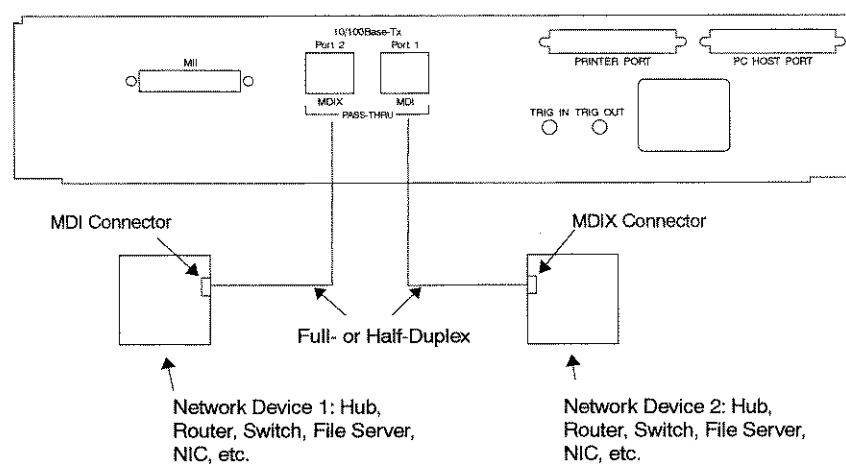 10/100Base-Tx
Port 2 Port 1
MII
PRINTER PORT PC HOST PORT
MDIX MDI
PASS-THRU
TRIG IN TRIG OUT
MDI Connector
MDIX Connector
Full- or Half-Duplex
Network Device 1: Hub,
Router, Switch, File Server,
NIC, etc.
Network Device 2: Hub,
Router, Switch, File Server,
NIC, etc.